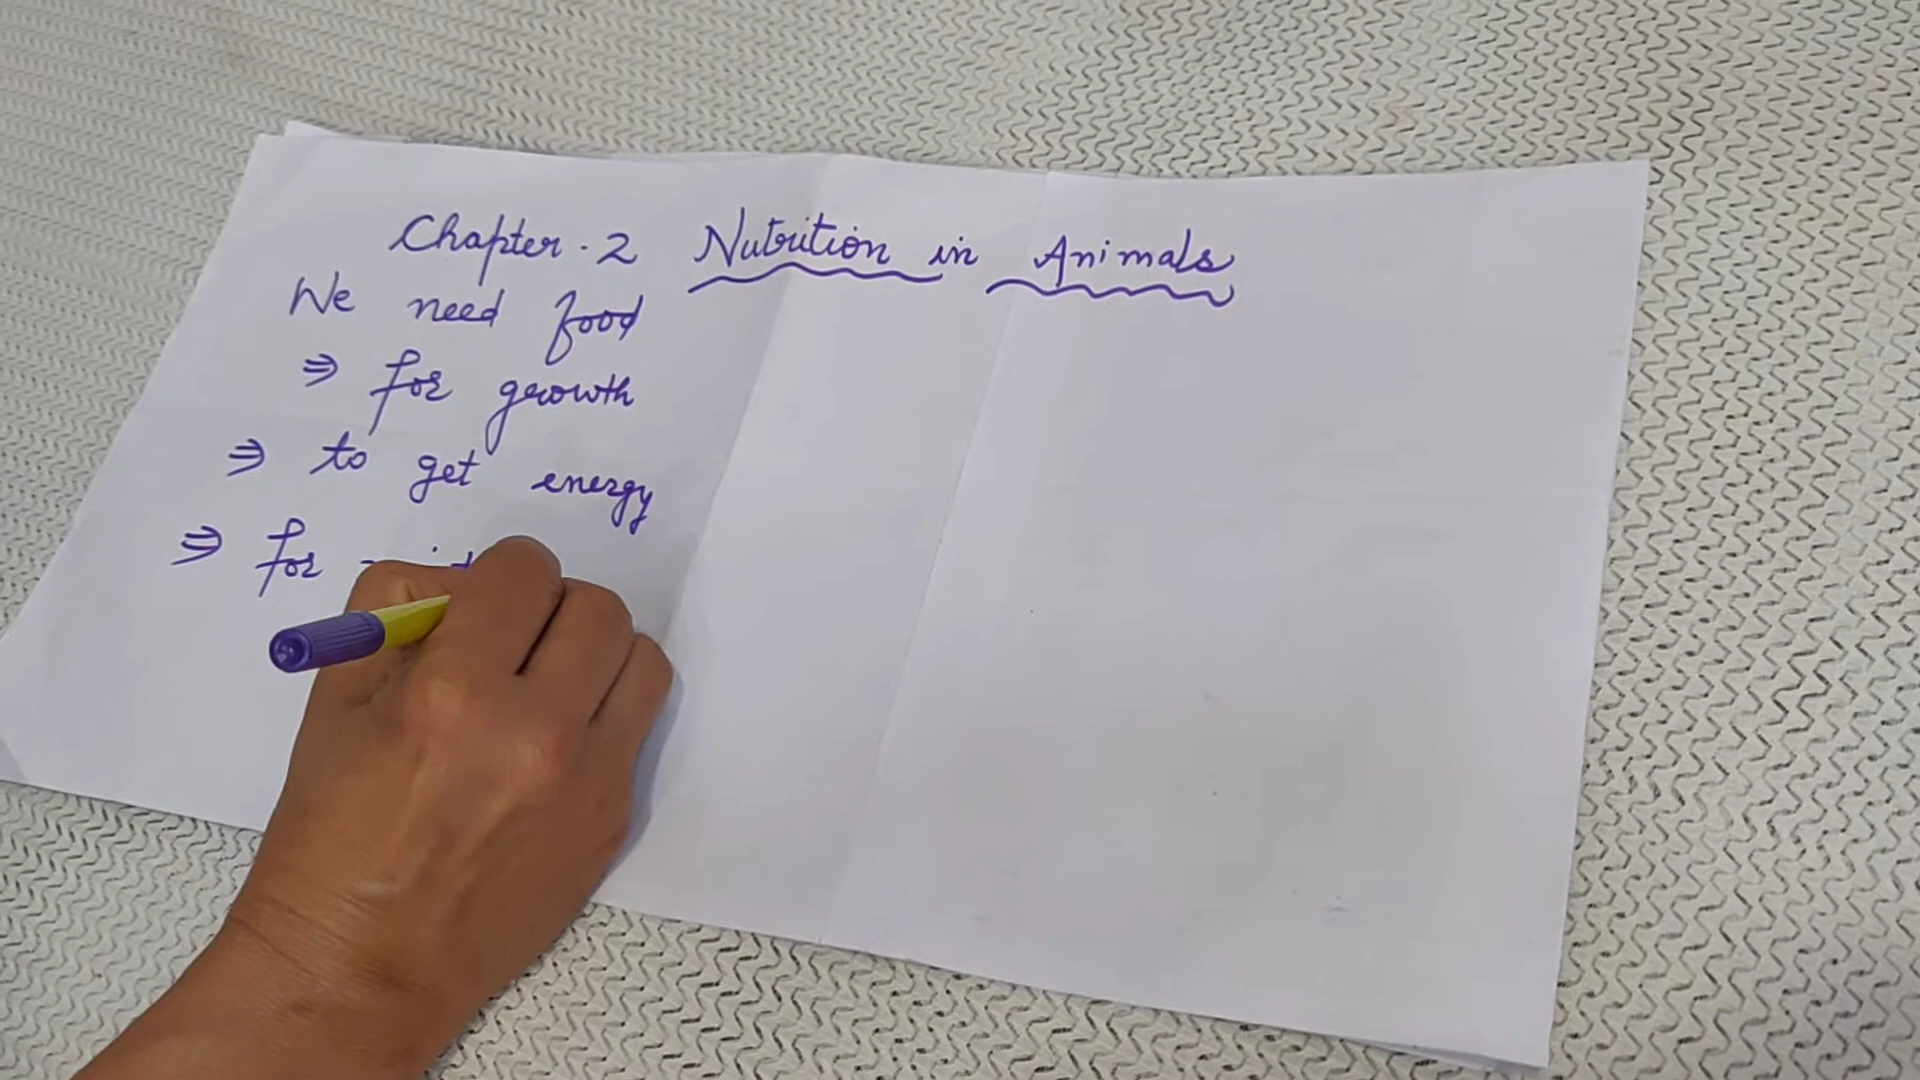 Chapter . 2 Nutrition in Animals
We need food
⇒ for growth
⇒ to get energy
⇒ for